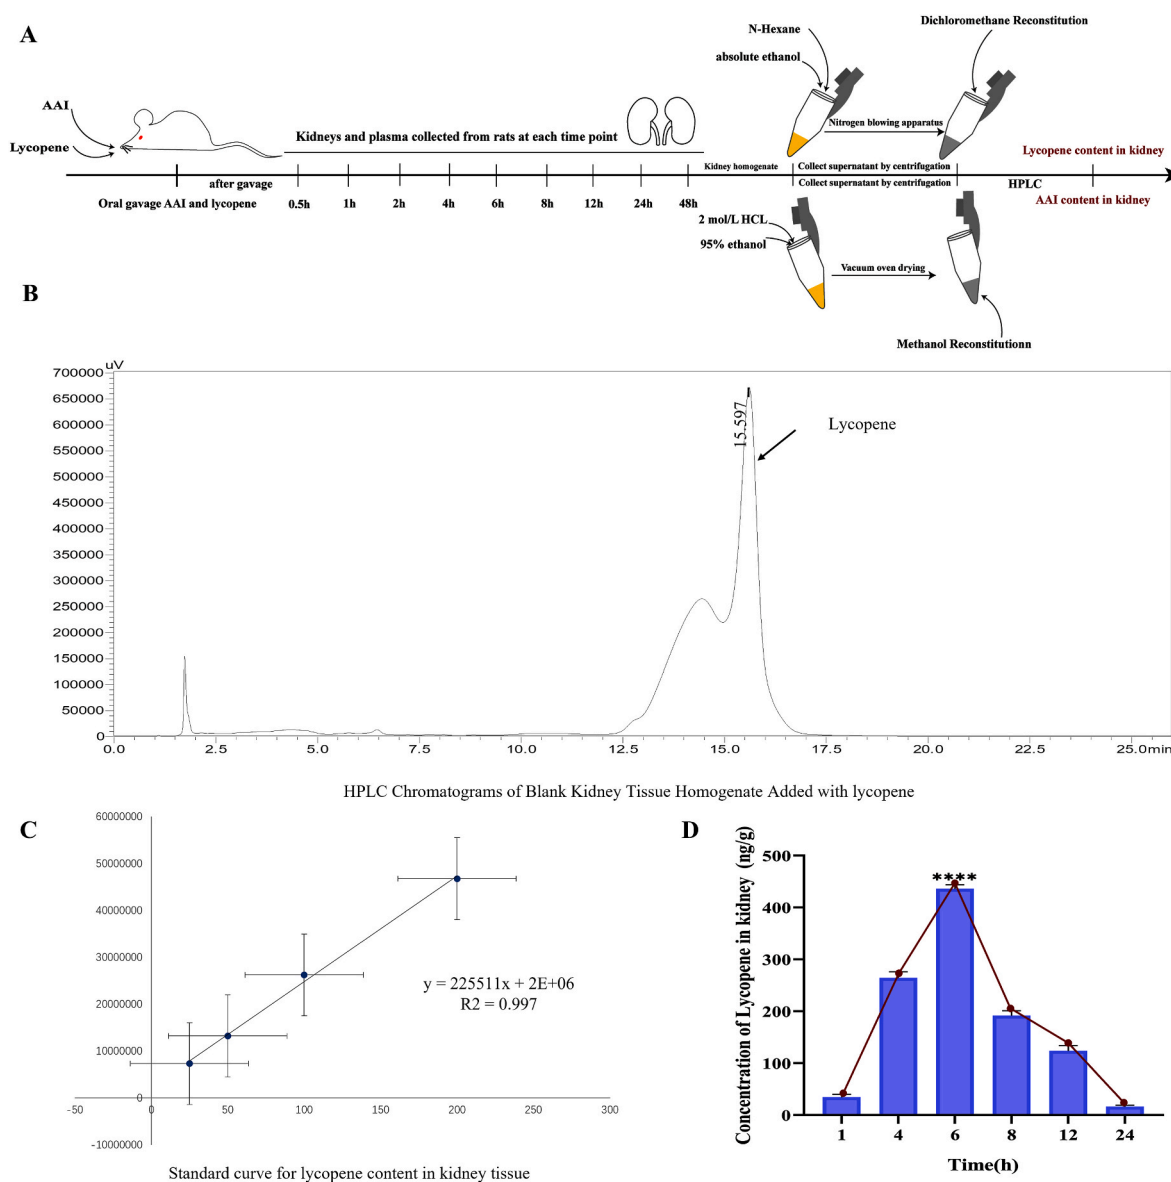 A
N-Hexane
Dichloromethane Reconstitution
absolute ethanol
AAI
Lycopene
Kidneys and plasma collected from rats at each time point
Nitrogen blowing apparatus
Lycopene content in kidney
Kidney homogenate
Collect supernatant by centrifugation
after gavage
Collect supernatant by centrifugation
HPLC
Oral gavage AAI and lycopene
0.5h 1h 2h 4h 6h 8h 12h 24h 48h
AAI content in kidney
2 mol/L HCL
95% ethanol
Vacuum oven drying
Methanol Reconstitutionn
B
uV
700000
650000
600000
550000
500000
450000
400000
350000
300000
250000
200000
150000
100000
50000
0
15.597
Lycopene
0.0 2.5 5.0 7.5 10.0 12.5 15.0 17.5 20.0 22.5 25.0min
HPLC Chromatograms of Blank Kidney Tissue Homogenate Added with lycopene
C
60000000
50000000
40000000
30000000
20000000
10000000
0
-10000000
-50 0 50 100 150 200 250 300
y = 225511x + 2E+06
R2 = 0.997
Standard curve for lycopene content in kidney tissue
D
Concentration of Lycopene in kidney (ng/g)
500
400
300
200
100
0
****
1 4 6 8 12 24
Time(h)